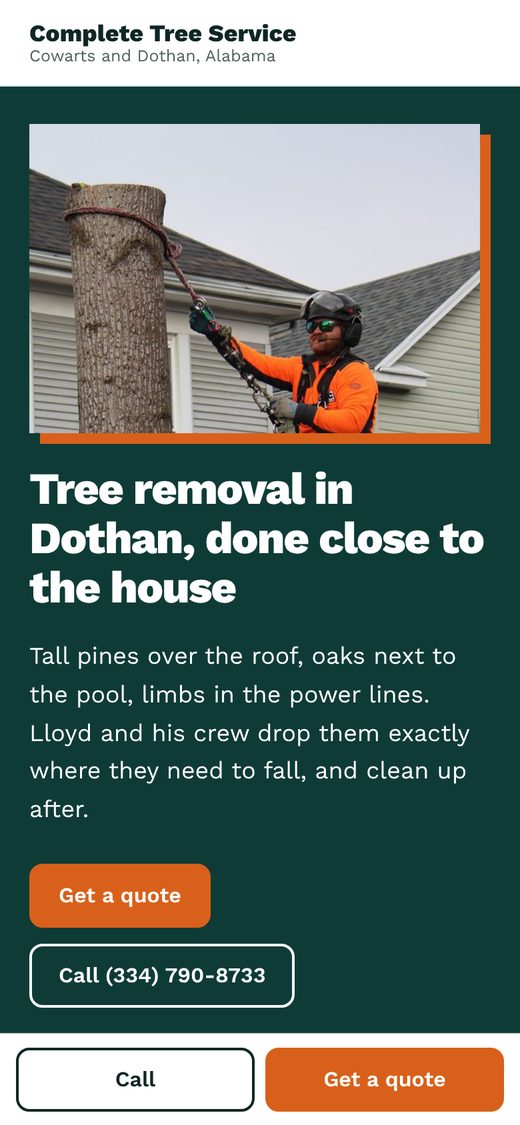 Complete Tree Service
Cowarts and Dothan, Alabama
Tree removal in
Dothan, done close to
the house
Tall pines over the roof, oaks next to
the pool, limbs in the power lines.
Lloyd and his crew drop them exactly
where they need to fall, and clean up
after.
Get a quote
Call (334) 790-8733
Call
Get a quote